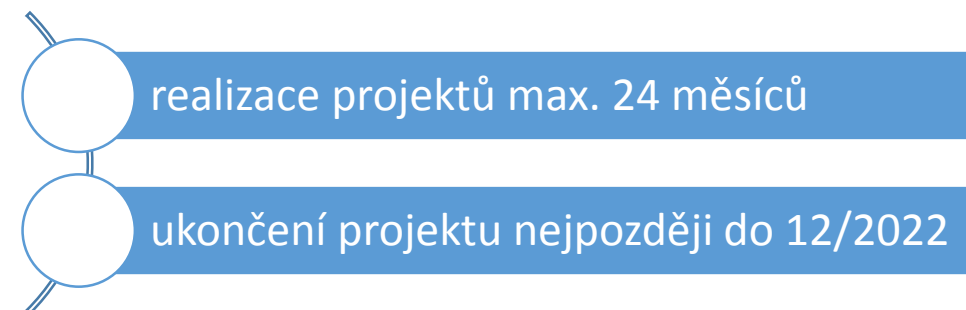 realizace projektů max. 24 měsíců
ukončení projektu nejpozději do 12/2022